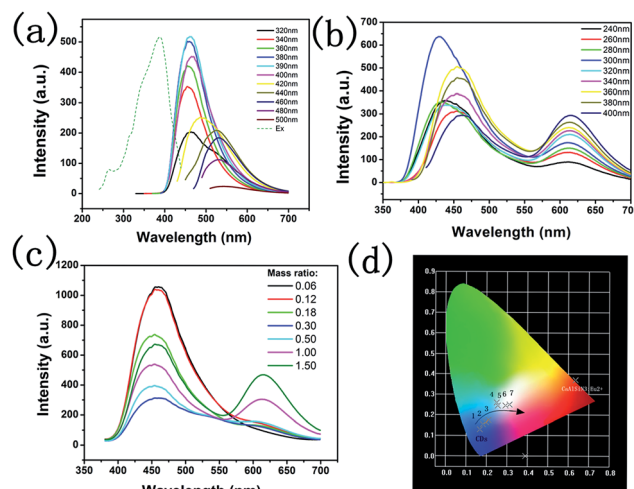 (a)
320nm
340nm
360nm
380nm
390nm
400nm
420nm
440nm
460nm
480nm
500nm
Ex
Intensity (a.u.)
500
400
300
200
100
0
200 300 400 500 600 700
Wavelength (nm)
(b)
240nm
260nm
280nm
300nm
320nm
340nm
360nm
380nm
400nm
Intensity (a.u.)
700
600
500
400
300
200
100
0
350 400 450 500 550 600 650 700
Wavelength (nm)
(c)
Mass ratio:
0.06
0.12
0.18
0.30
0.50
1.00
1.50
Intensity (a.u.)
1200
1000
800
600
400
200
0
350 400 450 500 550 600 650 700
Wavelength (nm)
(d)
0.9
0.8
0.7
0.6
0.5
0.4
0.3
0.2
0.1
0.0
1 2 3 4 5 6 7
CDs
0.0 0.1 0.2 0.3 0.4 0.5 0.6 0.7 0.8